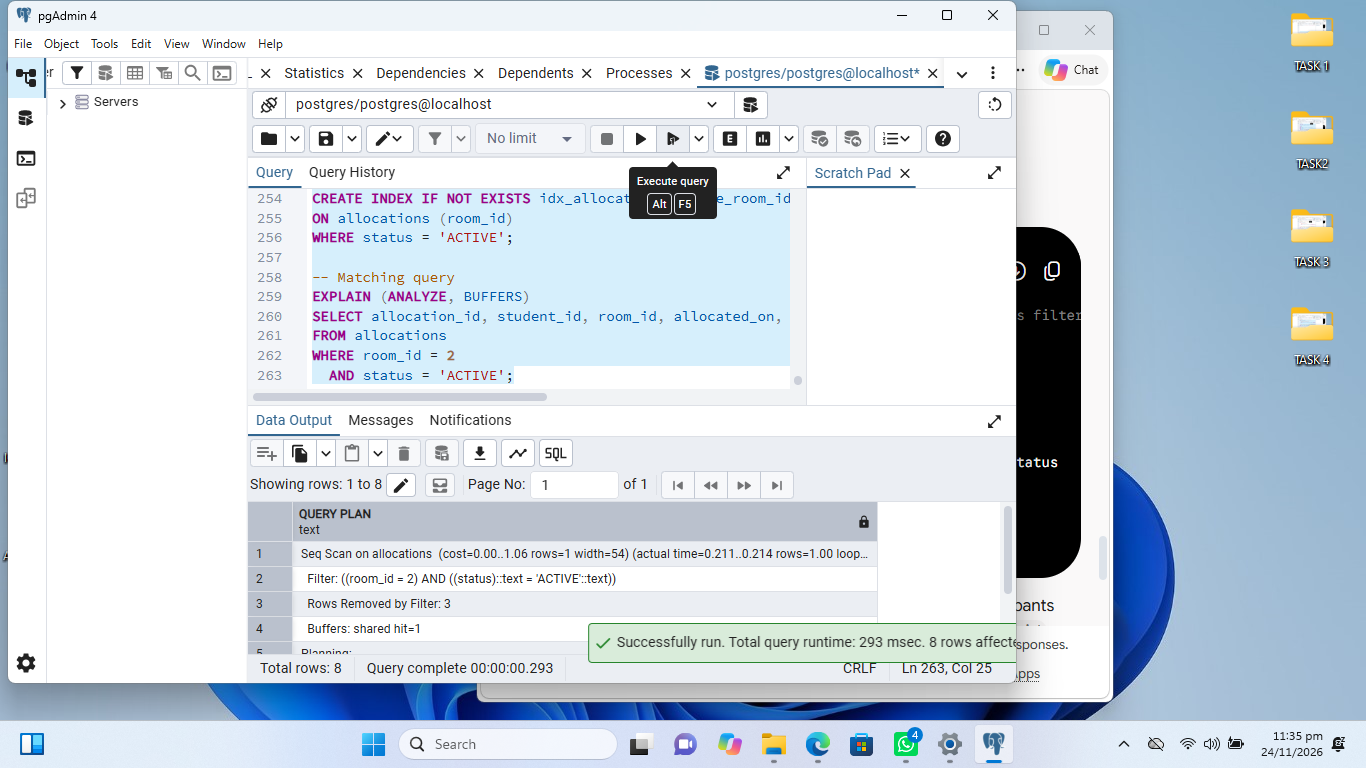 pgAdmin 4
File Object Tools Edit View Window Help
Statistics Dependencies Dependents Processes postgres/postgres@localhost*
Servers
postgres/postgres@localhost
No limit
E
Query Query History
Scratch Pad
Execute query
Alt F5
254 CREATE INDEX IF NOT EXISTS idx_allocat e_room_id
255 ON allocations (room_id)
256 WHERE status = 'ACTIVE';
257
258 -- Matching query
259 EXPLAIN (ANALYZE, BUFFERS)
260 SELECT allocation_id, student_id, room_id, allocated_on,
261 FROM allocations
262 WHERE room_id = 2
263 AND status = 'ACTIVE';
Data Output Messages Notifications
SQL
Showing rows: 1 to 8 Page No: 1 of 1
QUERY PLAN
text
1 Seq Scan on allocations (cost=0.00..1.06 rows=1 width=54) (actual time=0.211..0.214 rows=1.00 loop...
2 Filter: ((room_id = 2) AND ((status)::text = 'ACTIVE'::text))
3 Rows Removed by Filter: 3
4 Buffers: shared hit=1
5 Planning:
Successfully run. Total query runtime: 293 msec. 8 rows affecte
Total rows: 8 Query complete 00:00:00.293 CRLF Ln 263, Col 25
Chat
s filter
tatus
pants
sponses.
pps
TASK 1
TASK2
TASK 3
TASK 4
Search
4
11:35 pm
24/11/2026